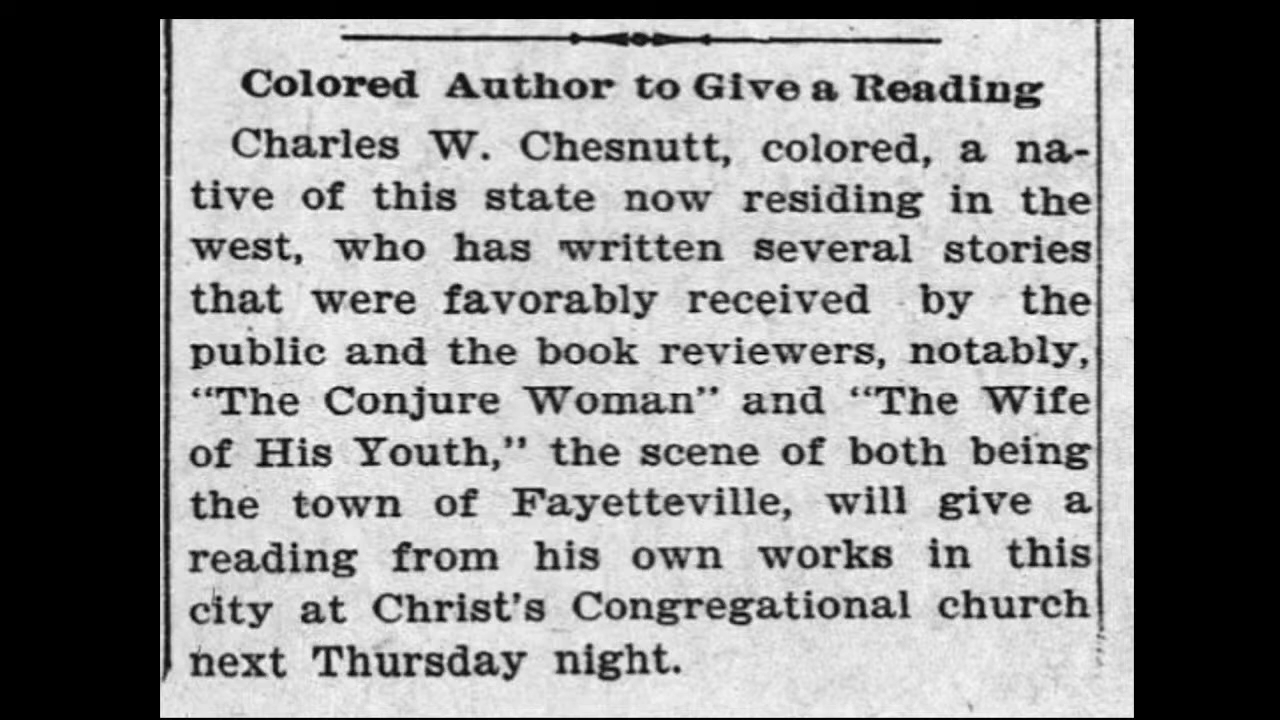 Colored Author to Give a Reading
Charles W. Chesnutt, colored, a na-
tive of this state now residing in the
west, who has written several stories
that were favorably received by the
public and the book reviewers, notably,
"The Conjure Woman" and "The Wife
of His Youth," the scene of both being
the town of Fayetteville, will give a
reading from his own works in this
city at Christ's Congregational church
next Thursday night.